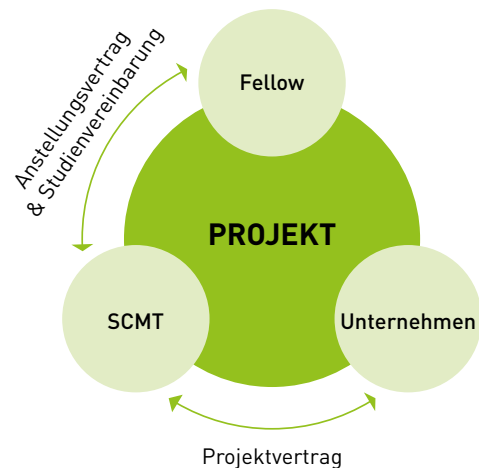 Fellow
Anstellungsvertrag
& Studienvereinbarung
PROJEKT
SCMT
Unternehmen
Projektvertrag